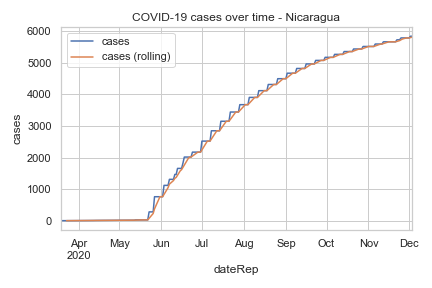 COVID-19 cases over time - Nicaragua
cases
cases (rolling)
6000
5000
4000
3000
2000
1000
0
cases
Apr May Jun Jul Aug Sep Oct Nov Dec
2020
dateRep